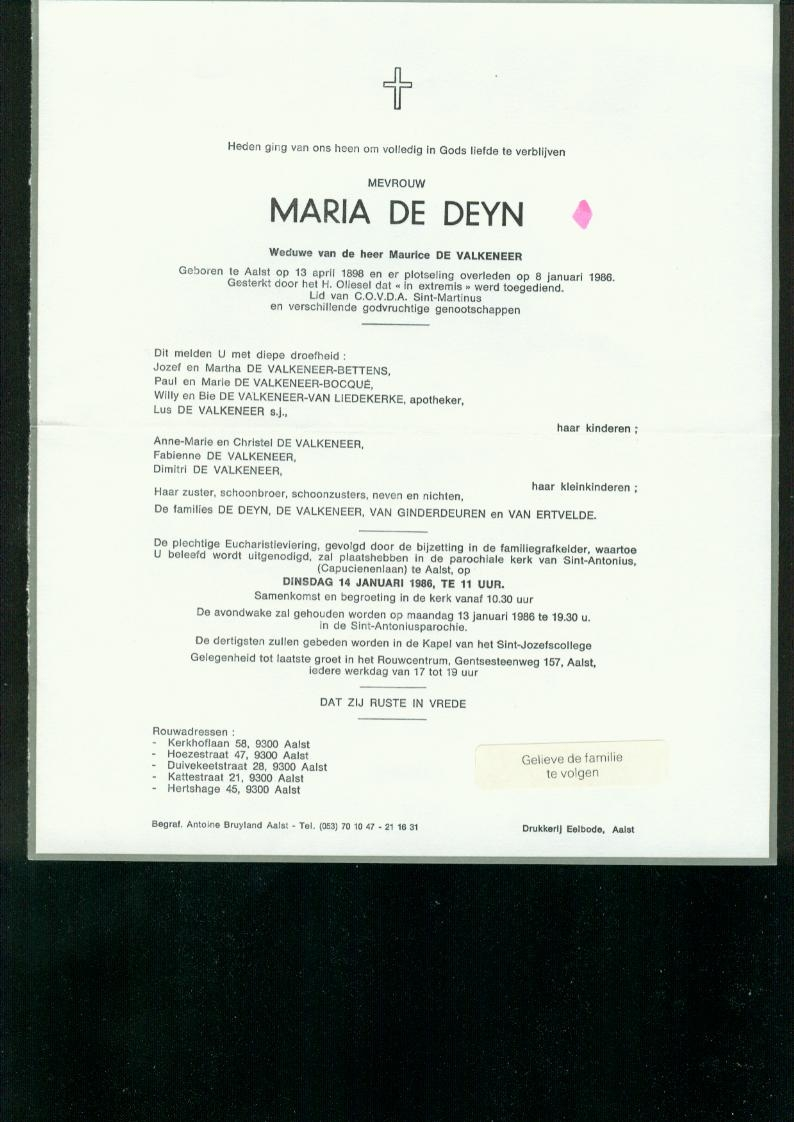 Heden ging van ons heen om volledig in Gods liefde te verblijven
MEVROUW
MARIA DE DEYN
Weduwe van de heer Maurice DE VALKENEER
Geboren te Aalst op 13 april 1898 en er plotseling overleden op 8 januari 1986.
Gesterkt door het H. Oliesel dat « in extremis » werd toegediend.
Lid van C.O.V.D.A. Sint-Martinus
en verschillende godvruchtige genootschappen
Dit melden U met diepe droefheid :
Jozef en Martha DE VALKENEER-BETTENS,
Paul en Marie DE VALKENEER-BOCQUÉ,
Willy en Bie DE VALKENEER-VAN LIEDEKERKE, apotheker,
Lus DE VALKENEER s.j.,
haar kinderen ;
Anne-Marie en Christel DE VALKENEER,
Fabienne DE VALKENEER,
Dimitri DE VALKENEER,
haar kleinkinderen ;
Haar zuster, schoonbroer, schoonzusters, neven en nichten,
De families DE DEYN, DE VALKENEER, VAN GINDERDEUREN en VAN ERTVELDE.
De plechtige Eucharistieviering, gevolgd door de bijzetting in de familiegrafkelder, waartoe
U beleefd wordt uitgenodigd, zal plaatshebben in de parochiale kerk van Sint-Antonius,
(Capucienenlaan) te Aalst, op
DINSDAG 14 JANUARI 1986, TE 11 UUR.
Samenkomst en begroeting in de kerk vanaf 10.30 uur
De avondwake zal gehouden worden op maandag 13 januari 1986 te 19.30 u.
in de Sint-Antoniusparochie.
De dertigsten zullen gebeden worden in de Kapel van het Sint-Jozefscollege
Gelegenheid tot laatste groet in het Rouwcentrum, Gentsesteenweg 157, Aalst,
iedere werkdag van 17 tot 19 uur
DAT ZIJ RUSTE IN VREDE
Rouwadressen :
- Kerkhoflaan 58, 9300 Aalst
- Hoezestraat 47, 9300 Aalst
- Duivekeetstraat 28, 9300 Aalst
- Kattestraat 21, 9300 Aalst
- Hertshage 45, 9300 Aalst
Gelieve de familie
te volgen
Begraf. Antoine Bruyland Aalst - Tel. (053) 70 10 47 - 21 16 31
Drukkerij Eelbode, Aalst